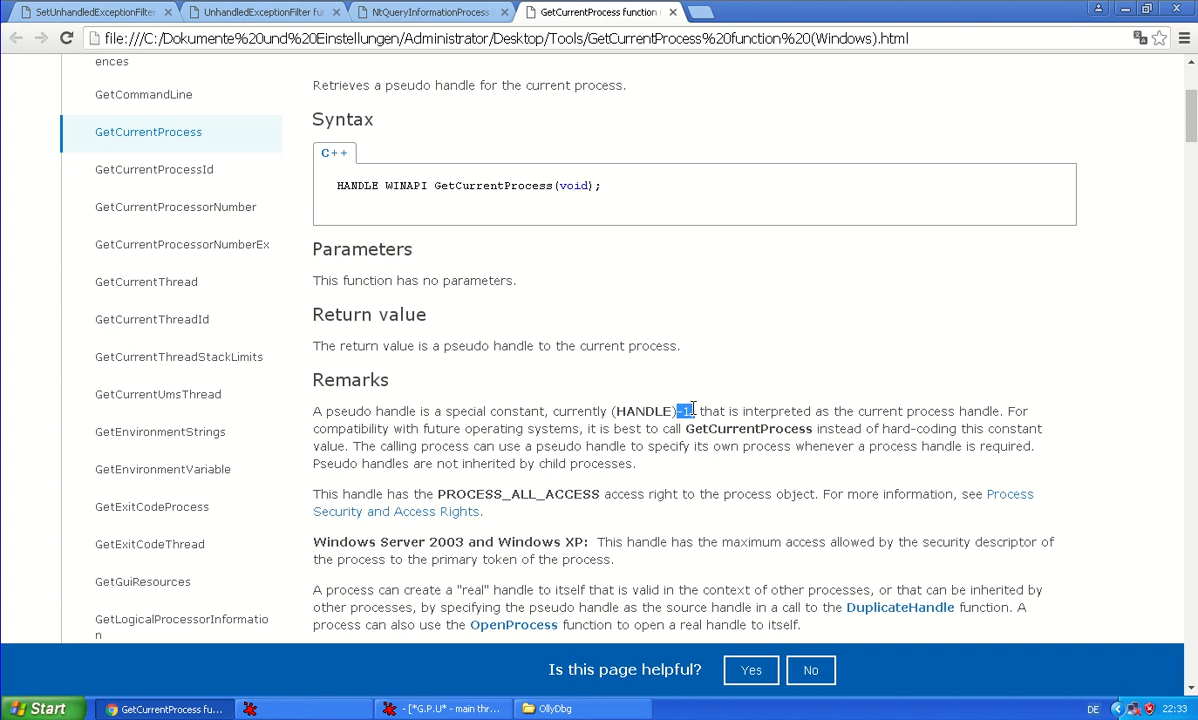 SetUnhandledExceptionFilter
UnhandledExceptionFilter fu
NtQueryInformationProcess
GetCurrentProcess function
file:///C:/Dokumente%20und%20Einstellungen/Administrator/Desktop/Tools/GetCurrentProcess%20function%20(Windows).html
ences
GetCommandLine
GetCurrentProcess
GetCurrentProcessId
GetCurrentProcessorNumber
GetCurrentProcessorNumberEx
GetCurrentThread
GetCurrentThreadId
GetCurrentThreadStackLimits
GetCurrentUmsThread
GetEnvironmentStrings
GetEnvironmentVariable
GetExitCodeProcess
GetExitCodeThread
GetGuiResources
GetLogicalProcessorInformatio
n
Retrieves a pseudo handle for the current process.
Syntax
C++
HANDLE WINAPI GetCurrentProcess(void);
Parameters
This function has no parameters.
Return value
The return value is a pseudo handle to the current process.
Remarks
A pseudo handle is a special constant, currently (HANDLE)-1, that is interpreted as the current process handle. For
compatibility with future operating systems, it is best to call GetCurrentProcess instead of hard-coding this constant
value. The calling process can use a pseudo handle to specify its own process whenever a process handle is required.
Pseudo handles are not inherited by child processes.
This handle has the PROCESS_ALL_ACCESS access right to the process object. For more information, see Process
Security and Access Rights.
Windows Server 2003 and Windows XP: This handle has the maximum access allowed by the security descriptor of
the process to the primary token of the process.
A process can create a "real" handle to itself that is valid in the context of other processes, or that can be inherited by
other processes, by specifying the pseudo handle as the source handle in a call to the DuplicateHandle function. A
process can also use the OpenProcess function to open a real handle to itself.
Is this page helpful? Yes No
Start
GetCurrentProcess fu...
- [*G.P.U* - main thr...
OllyDbg
DE
22:33